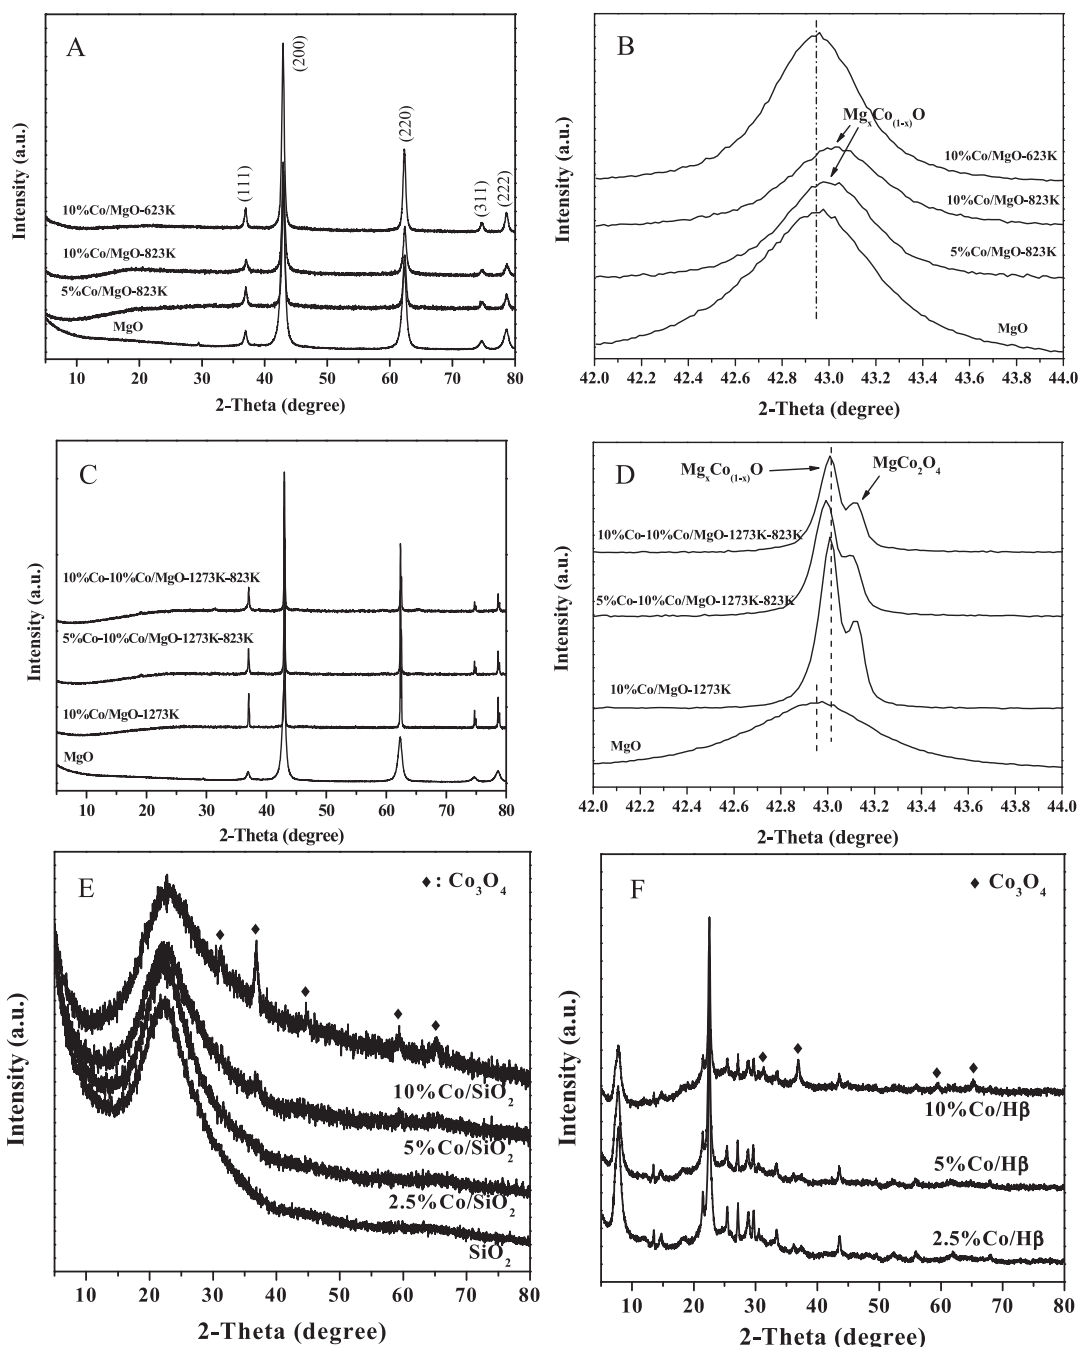 A
(200)
(220)
(111)
(311)
(222)
10%Co/MgO-623K
10%Co/MgO-823K
5%Co/MgO-823K
MgO
Intensity (a.u.)
10 20 30 40 50 60 70 80
2-Theta (degree)
B
MgₓCo₍₁₋ₓ₎O
10%Co/MgO-623K
10%Co/MgO-823K
5%Co/MgO-823K
MgO
Intensity (a.u.)
42.0 42.2 42.4 42.6 42.8 43.0 43.2 43.4 43.6 43.8 44.0
2-Theta (degree)
C
10%Co-10%Co/MgO-1273K-823K
5%Co-10%Co/MgO-1273K-823K
10%Co/MgO-1273K
MgO
Intensity (a.u.)
10 20 30 40 50 60 70 80
2-Theta (degree)
D
MgₓCo₍₁₋ₓ₎O
MgCo₂O₄
10%Co-10%Co/MgO-1273K-823K
5%Co-10%Co/MgO-1273K-823K
10%Co/MgO-1273K
MgO
Intensity (a.u.)
42.0 42.2 42.4 42.6 42.8 43.0 43.2 43.4 43.6 43.8 44.0
2-Theta (degree)
E
♦: Co₃O₄
10%Co/SiO₂
5%Co/SiO₂
2.5%Co/SiO₂
SiO₂
Intensity (a.u.)
10 20 30 40 50 60 70 80
2-Theta (degree)
F
♦ Co₃O₄
10%Co/Hβ
5%Co/Hβ
2.5%Co/Hβ
Intensity (a.u.)
10 20 30 40 50 60 70 80
2-Theta (degree)